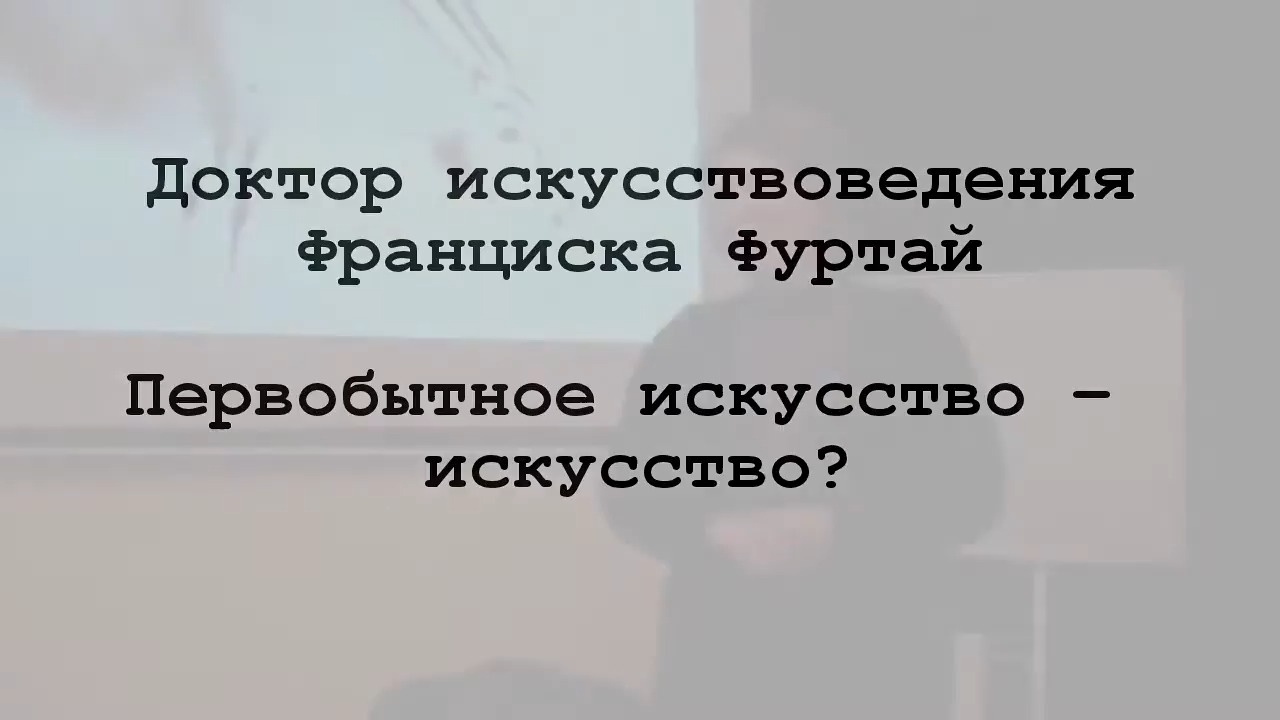 Доктор искусствоведения
Франциска Фуртай
Первобытное искусство –
искусство?